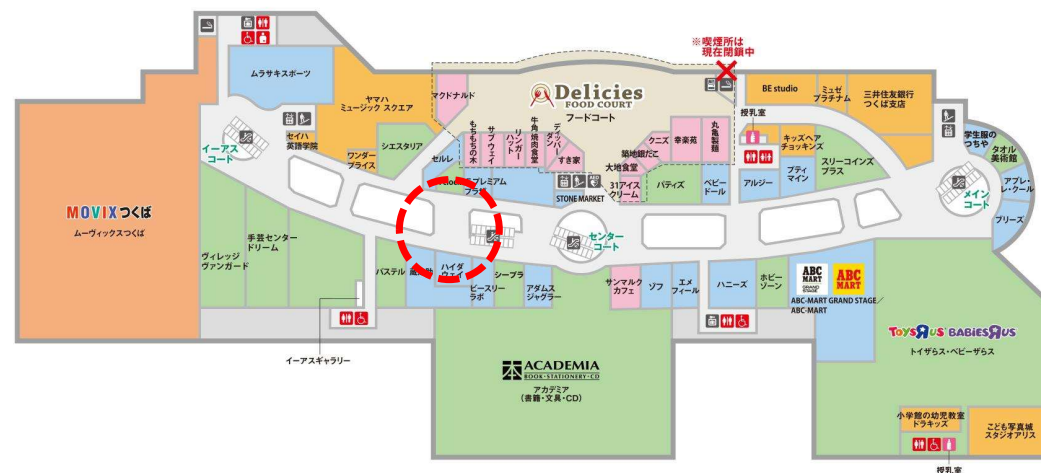 ※喫煙所は
現在閉鎖中
ムラサキスポーツ
ヤマハ
ミュージック スクエア
マクドナルド
Delicies
FOOD COURT
フードコート
BE studio
ミュゼ
プラチナム
三井住友銀行
つくば支店
授乳室
セイハ
英語学院
イーアス
コート
ワンダー
プライス
シエスタリア
セルレ
もちもちの木
サブウェイ
リンガー
ハット
牛角焼肉食堂
ディッパー
ダン
すき家
築地銀だこ
大地食堂
クニズ
幸楽苑
丸亀製麺
キッズヘア
チョッキンズ
スリーコインズ
プラス
学生服の
つちや
タオル
美術館
アプレ・
レ・クール
プリーズ
メイン
コート
プレミアム
プラボ
AED
STONE MARKET
31アイス
クリーム
パティズ
ベビー
ドール
アルジー
プティ
マイン
MOVIXつくば
ムーヴィックスつくば
ヴィレッジ
ヴァンガード
手芸センター
ドリーム
パステル
ハイダ
ウェイ
ビースリー
ラボ
シープラ
アダムス
ジャグラー
センター
コート
サンマルク
カフェ
ゾフ
エメ
フィール
ハニーズ
ホビー
ゾーン
ABC
MART
GRAND STAGE
ABC
MART
ABC-MART GRAND STAGE／
ABC-MART
イーアスギャラリー
ACADEMIA
BOOK・STATIONERY・CD
アカデミア
（書籍・文具・CD）
ToysЯus BABIESЯUS
トイザらス・ベビーザらス
小学館の幼児教室
ドラキッズ
こども写真城
スタジオアリス
授乳室